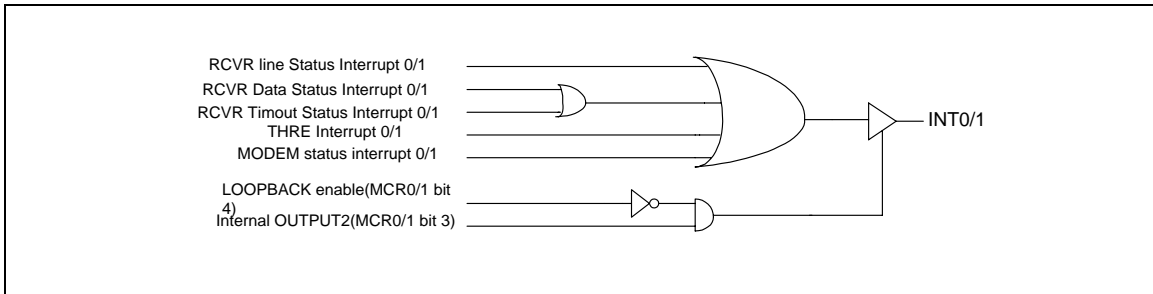 RCVR line Status Interrupt 0/1
RCVR Data Status Interrupt 0/1
RCVR Timout Status Interrupt 0/1
THRE Interrupt 0/1
MODEM status interrupt 0/1
INT0/1
LOOPBACK enable(MCR0/1 bit
4)
Internal OUTPUT2(MCR0/1 bit 3)